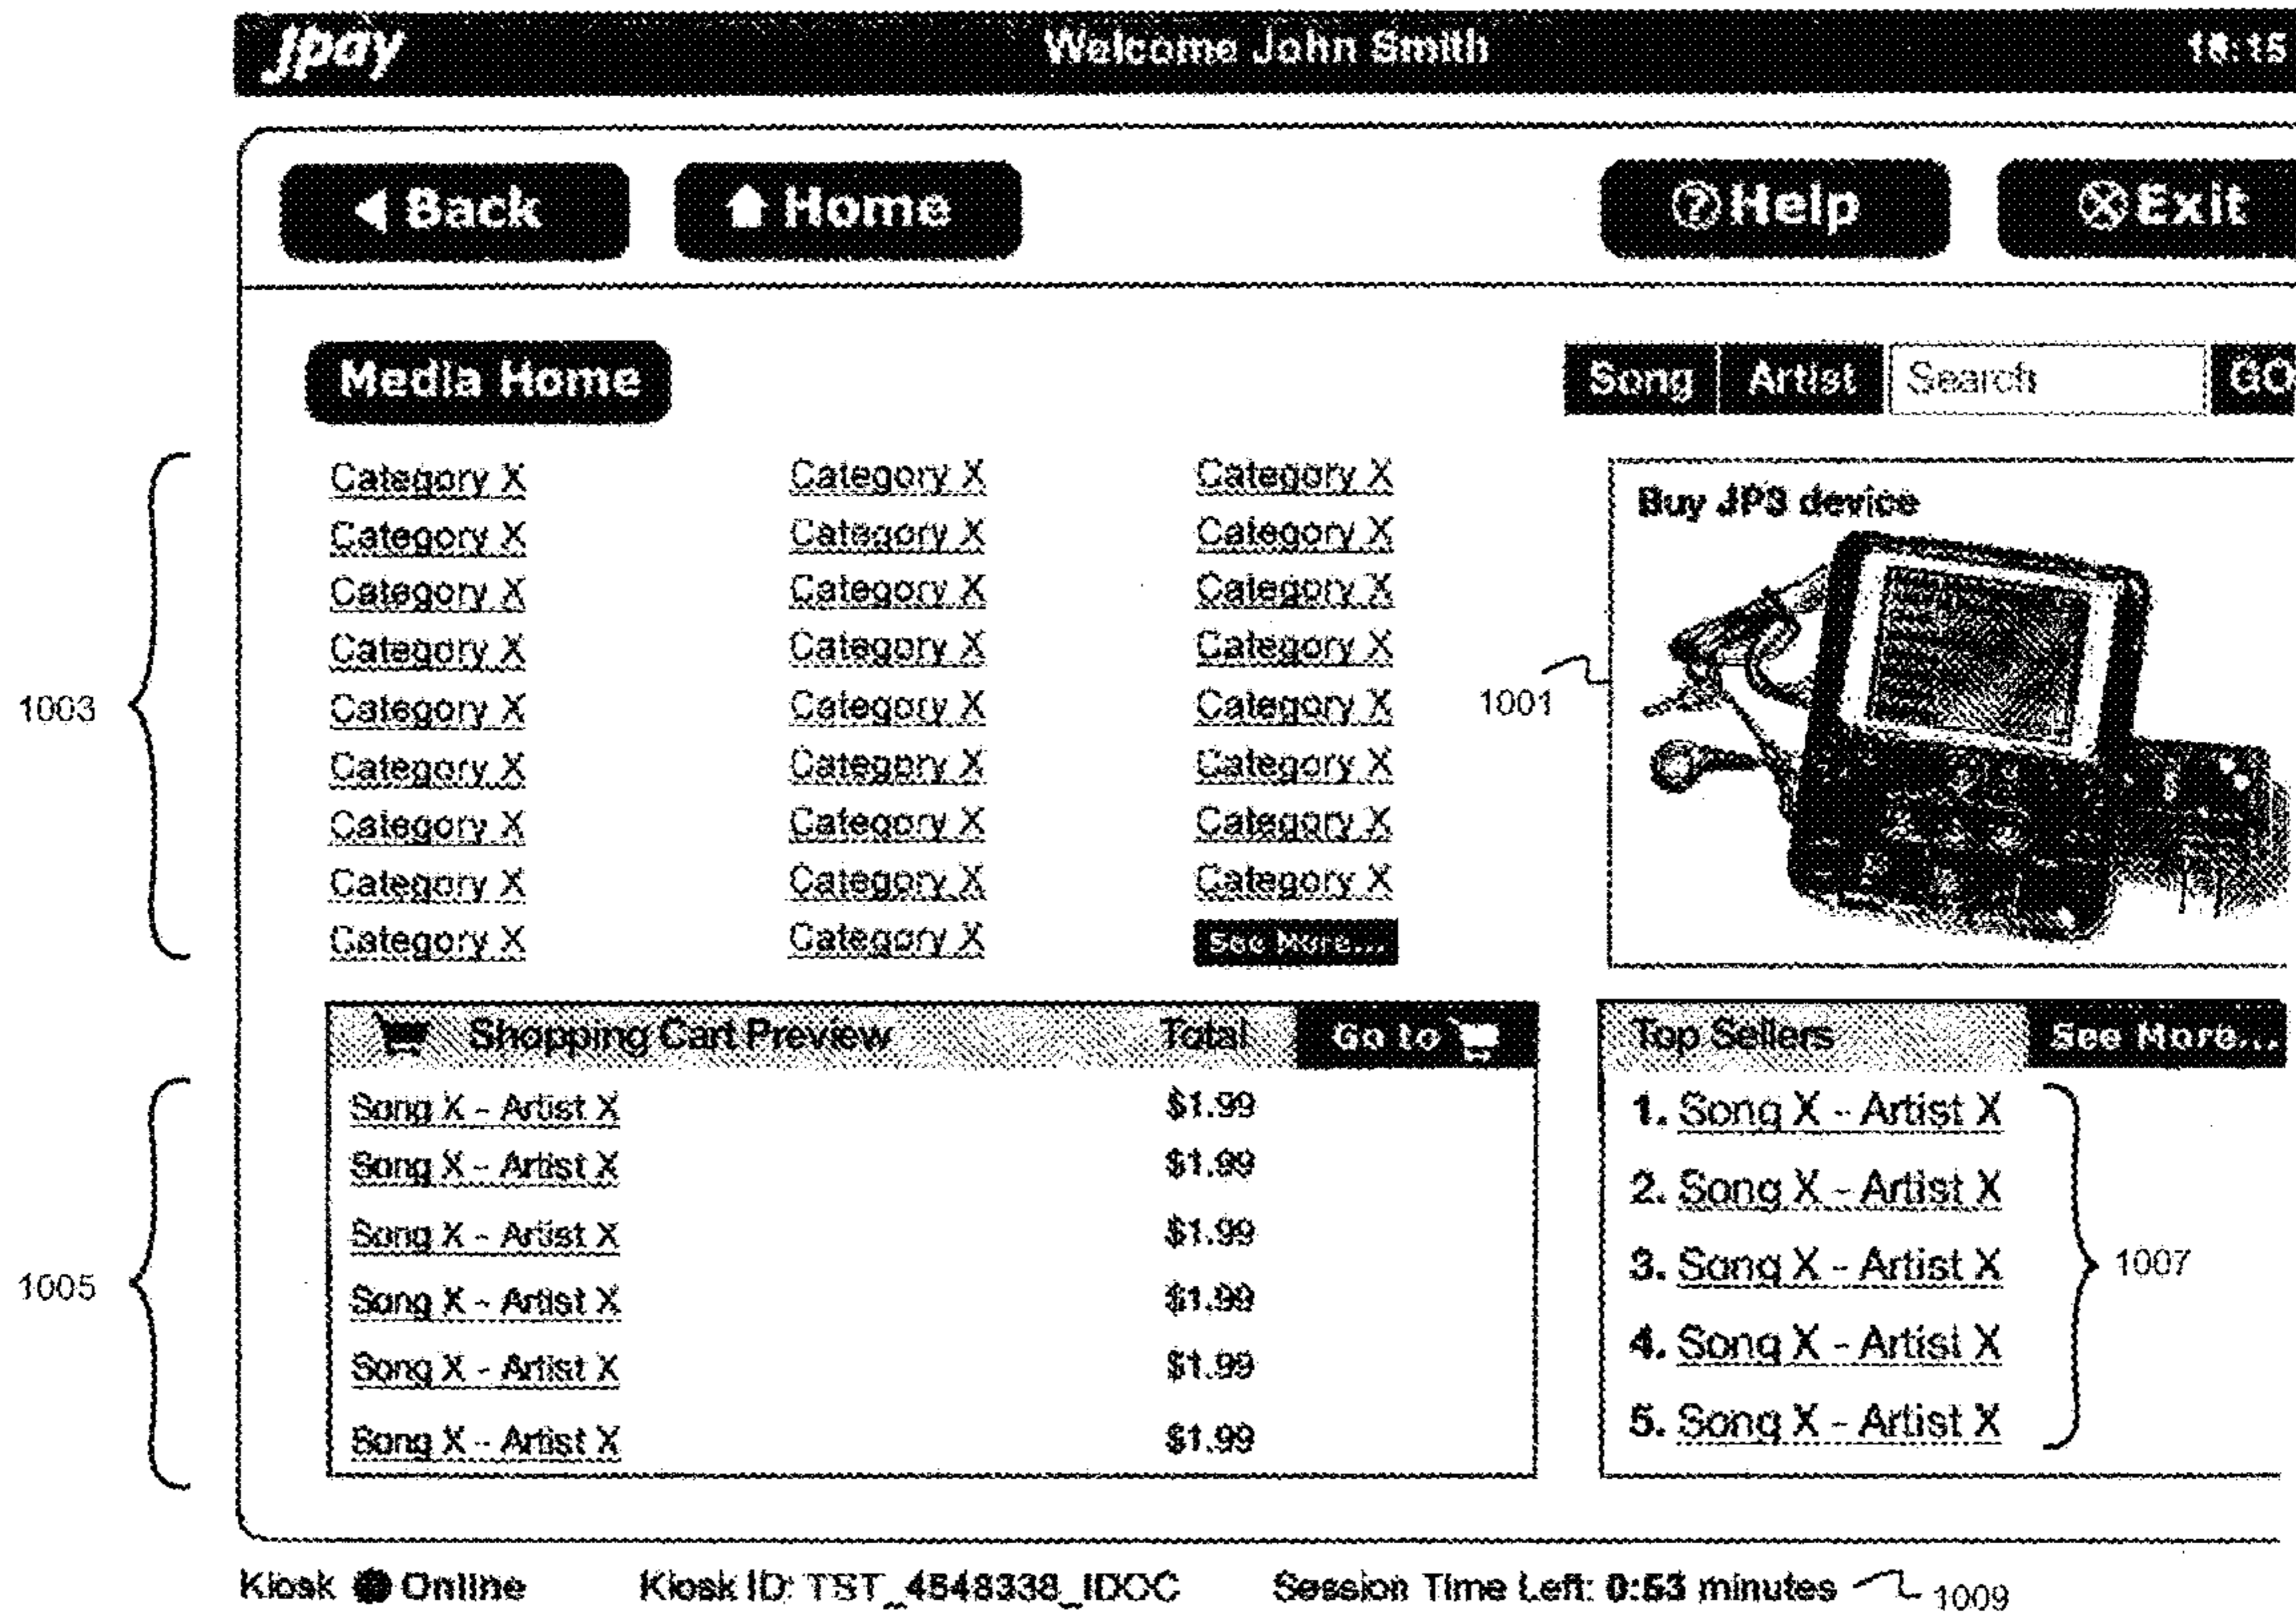 jpay Welcome John Smith 18:15
Back Home Help Exit
Media Home Song Artist Search GO
Category X Category X Category X
Category X Category X Category X
Category X Category X Category X
Category X Category X Category X
Category X Category X Category X
Category X Category X Category X
Category X Category X Category X
Category X Category X Category X
Category X Category X See More...
1003
Buy JP3 device
1001
Shopping Cart Preview Total Go to
Song X - Artist X $1.99
Song X - Artist X $1.99
Song X - Artist X $1.99
Song X - Artist X $1.99
Song X - Artist X $1.99
Song X - Artist X $1.99
1005
Top Sellers See More...
1. Song X - Artist X
2. Song X - Artist X
3. Song X - Artist X
4. Song X - Artist X
5. Song X - Artist X
1007
Kiosk Online Kiosk ID: TST_4848338_IDOC Session Time Left: 0:53 minutes 1009